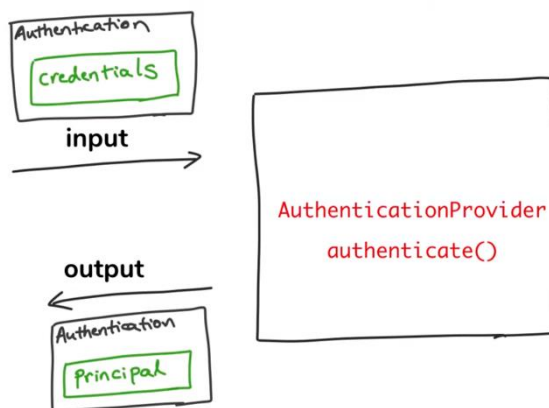 Authentication
credentials
input
AuthenticationProvider
authenticate()
output
Authentication
principal